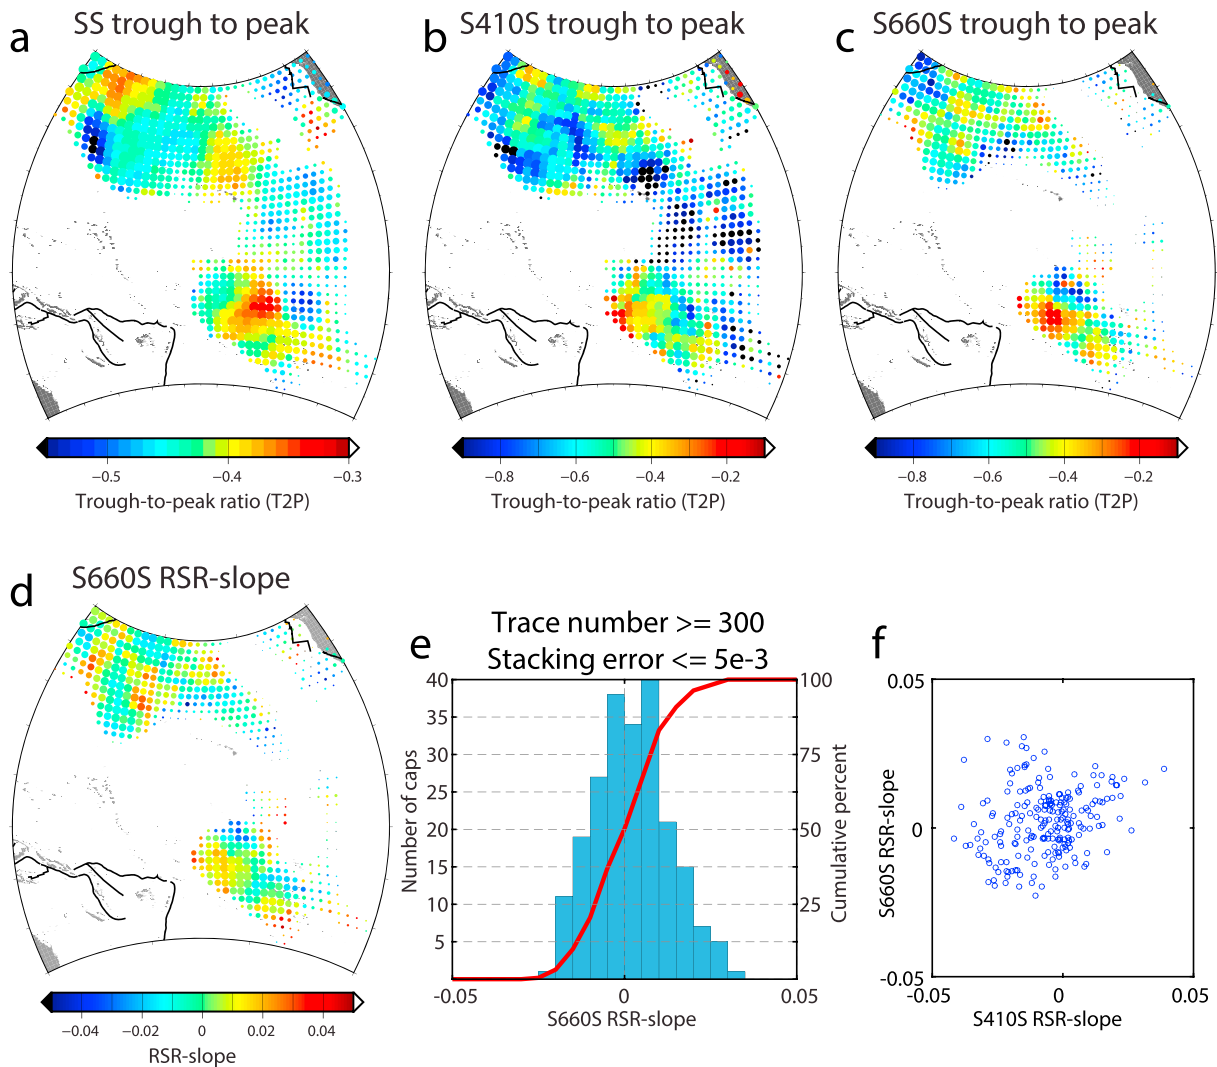 a
SS trough to peak
b
S410S trough to peak
c
S660S trough to peak
−0.5
−0.4
−0.3
Trough-to-peak ratio (T2P)
−0.8
−0.6
−0.4
−0.2
Trough-to-peak ratio (T2P)
−0.8
−0.6
−0.4
−0.2
Trough-to-peak ratio (T2P)
d
S660S RSR-slope
−0.04
−0.02
0
0.02
0.04
RSR-slope
e
Trace number >= 300
Stacking error <= 5e-3
40
35
30
25
20
15
10
5
Number of caps
100
75
50
25
Cumulative percent
-0.05
0
0.05
S660S RSR-slope
f
0.05
0
-0.05
S660S RSR-slope
-0.05
0
0.05
S410S RSR-slope